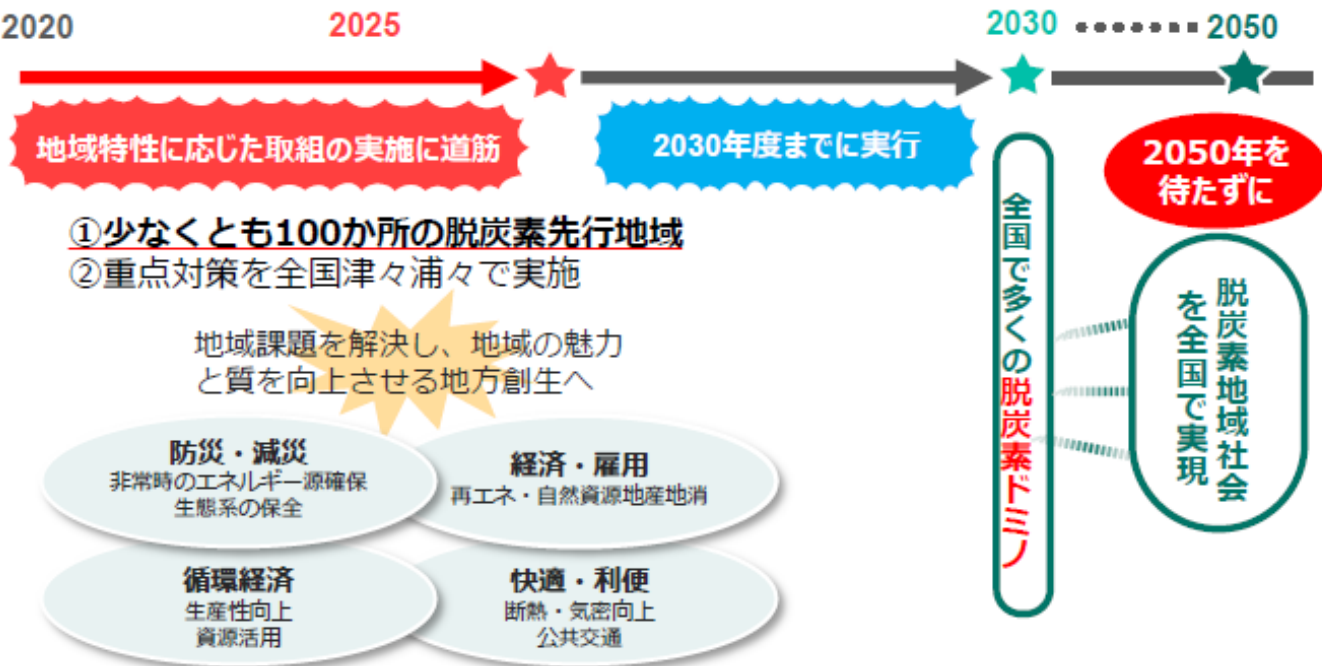 2020
2025
2030
2050
地域特性に応じた取組の実施に道筋
2030年度までに実行
2050年を
待たずに
①少なくとも100か所の脱炭素先行地域
②重点対策を全国津々浦々で実施
地域課題を解決し、地域の魅力
と質を向上させる地方創生へ
防災・減災
非常時のエネルギー源確保
生態系の保全
経済・雇用
再エネ・自然資源地産地消
循環経済
生産性向上
資源活用
快適・利便
断熱・気密向上
公共交通
全国で多くの脱炭素ドミノ
脱炭素地域社会
を全国で実現